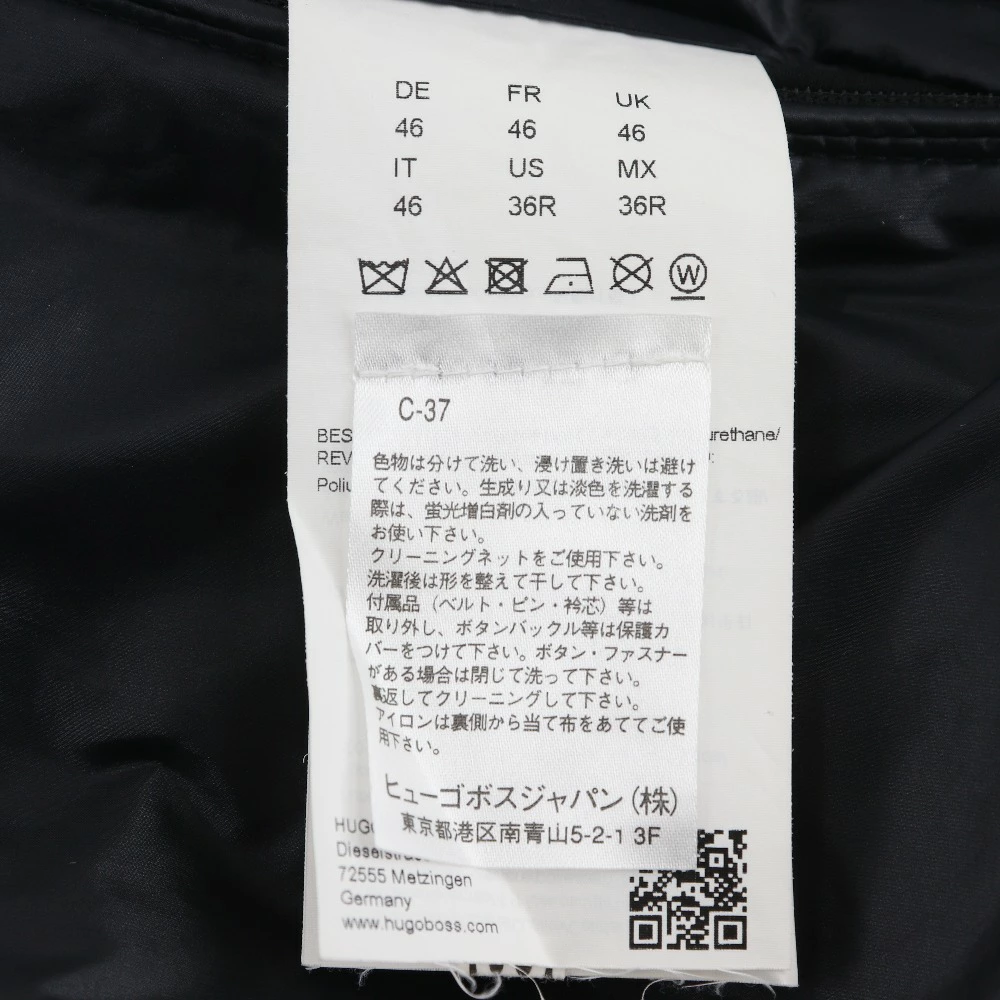 DE FR UK
46 46 46
IT US MX
46 36R 36R
W
C-37
色物は分けて洗い、浸け置き洗いは避け
てください。生成り又は淡色を洗濯する
際は、蛍光増白剤の入っていない洗剤を
お使い下さい。
クリーニングネットをご使用下さい。
洗濯後は形を整えて干して下さい。
付属品（ベルト・ピン・衿芯）等は
取り外し、ボタンバックル等は保護カ
バーをつけて下さい。ボタン・ファスナー
がある場合は閉じて洗って下さい。
裏返してクリーニングして下さい。
アイロンは裏側から当て布をあててご使
用下さい。
ヒューゴボスジャパン（株）
東京都港区南青山5-2-1 3F
72555 Metzingen
Germany
www.hugoboss.com